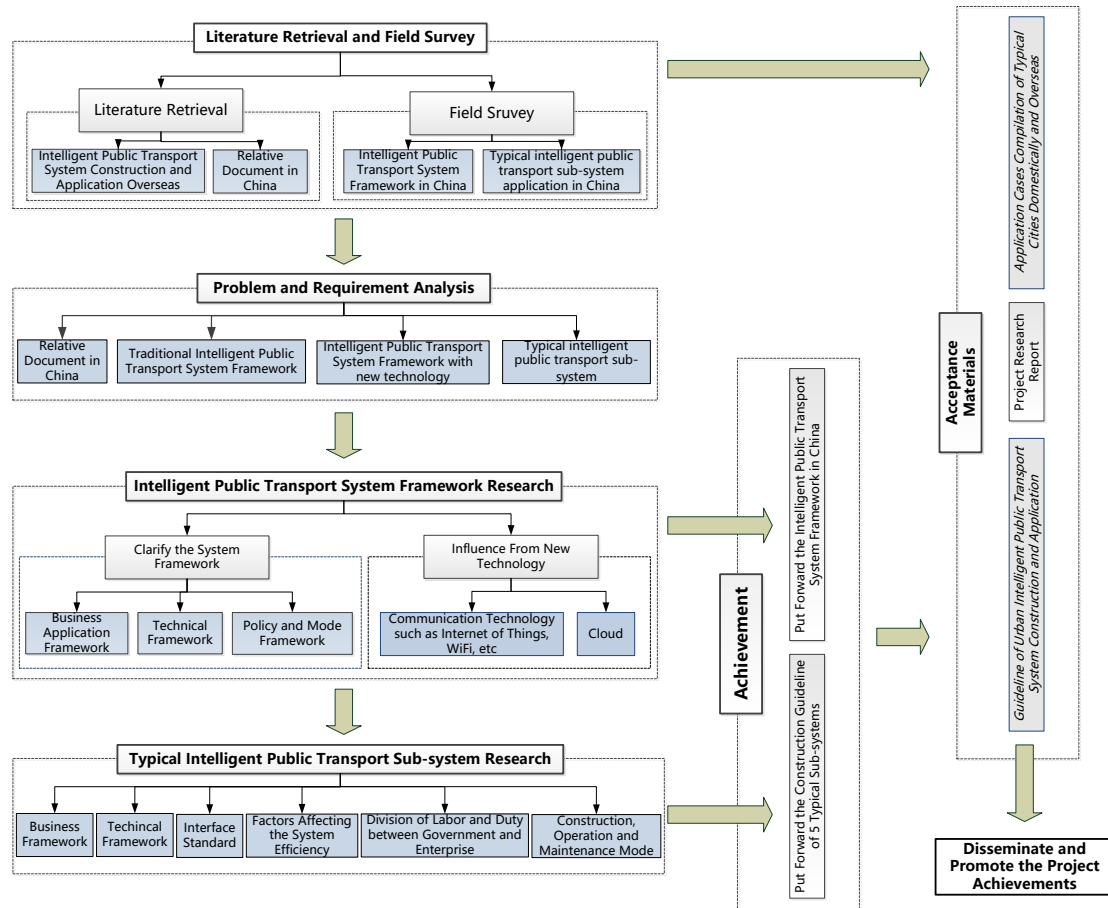 Literature Retrieval and Field Survey
Literature Retrieval
Field Sruvey
Intelligent Public Transport
System Construction and
Application Overseas
Relative
Document in
China
Intelligent Public
Transport System
Framework in China
Typical intelligent public
transport sub-system
application in China
Problem and Requirement Analysis
Relative
Document in
China
Traditional Intelligent Public
Transport System Framework
Intelligent Public Transport
System Framework with
new technology
Typical intelligent
public transport sub-
system
Intelligent Public Transport System Framework Research
Clarify the System
Framework
Influence From New
Technology
Business
Application
Framework
Technical
Framework
Policy and Mode
Framework
Communication Technology
such as Internet of Things,
WiFi, etc
Cloud
Typical Intelligent Public Transport Sub-system Research
Business
Framework
Techincal
Framework
Interface
Standard
Factors Affecting
the System
Efficiency
Division of Labor and Duty
between Government and
Enterprise
Construction,
Operation and
Maintenance Mode
Achievement
Put Forward the Intelligent Public Transport
System Framework in China
Put Forward the Construction Guideline
of 5 Typical Sub-systems
Acceptance
Materials
Application Cases Compilation of Typical
Cities Domestically and Overseas
Project Research
Report
Guideline of Urban Intelligent Public Transport
System Construction and Application
Disseminate and
Promote the Project
Achievements